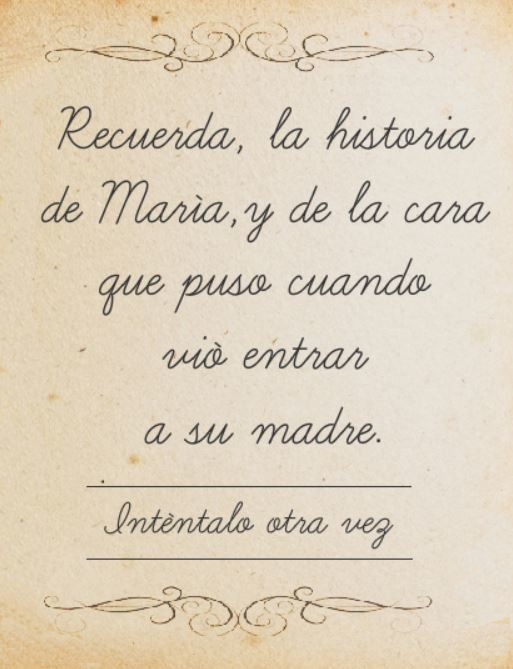 Recuerda, la historia
de Marìa,y de la cara
que puso cuando
viò entrar
a su madre.
Intèntalo otra vez